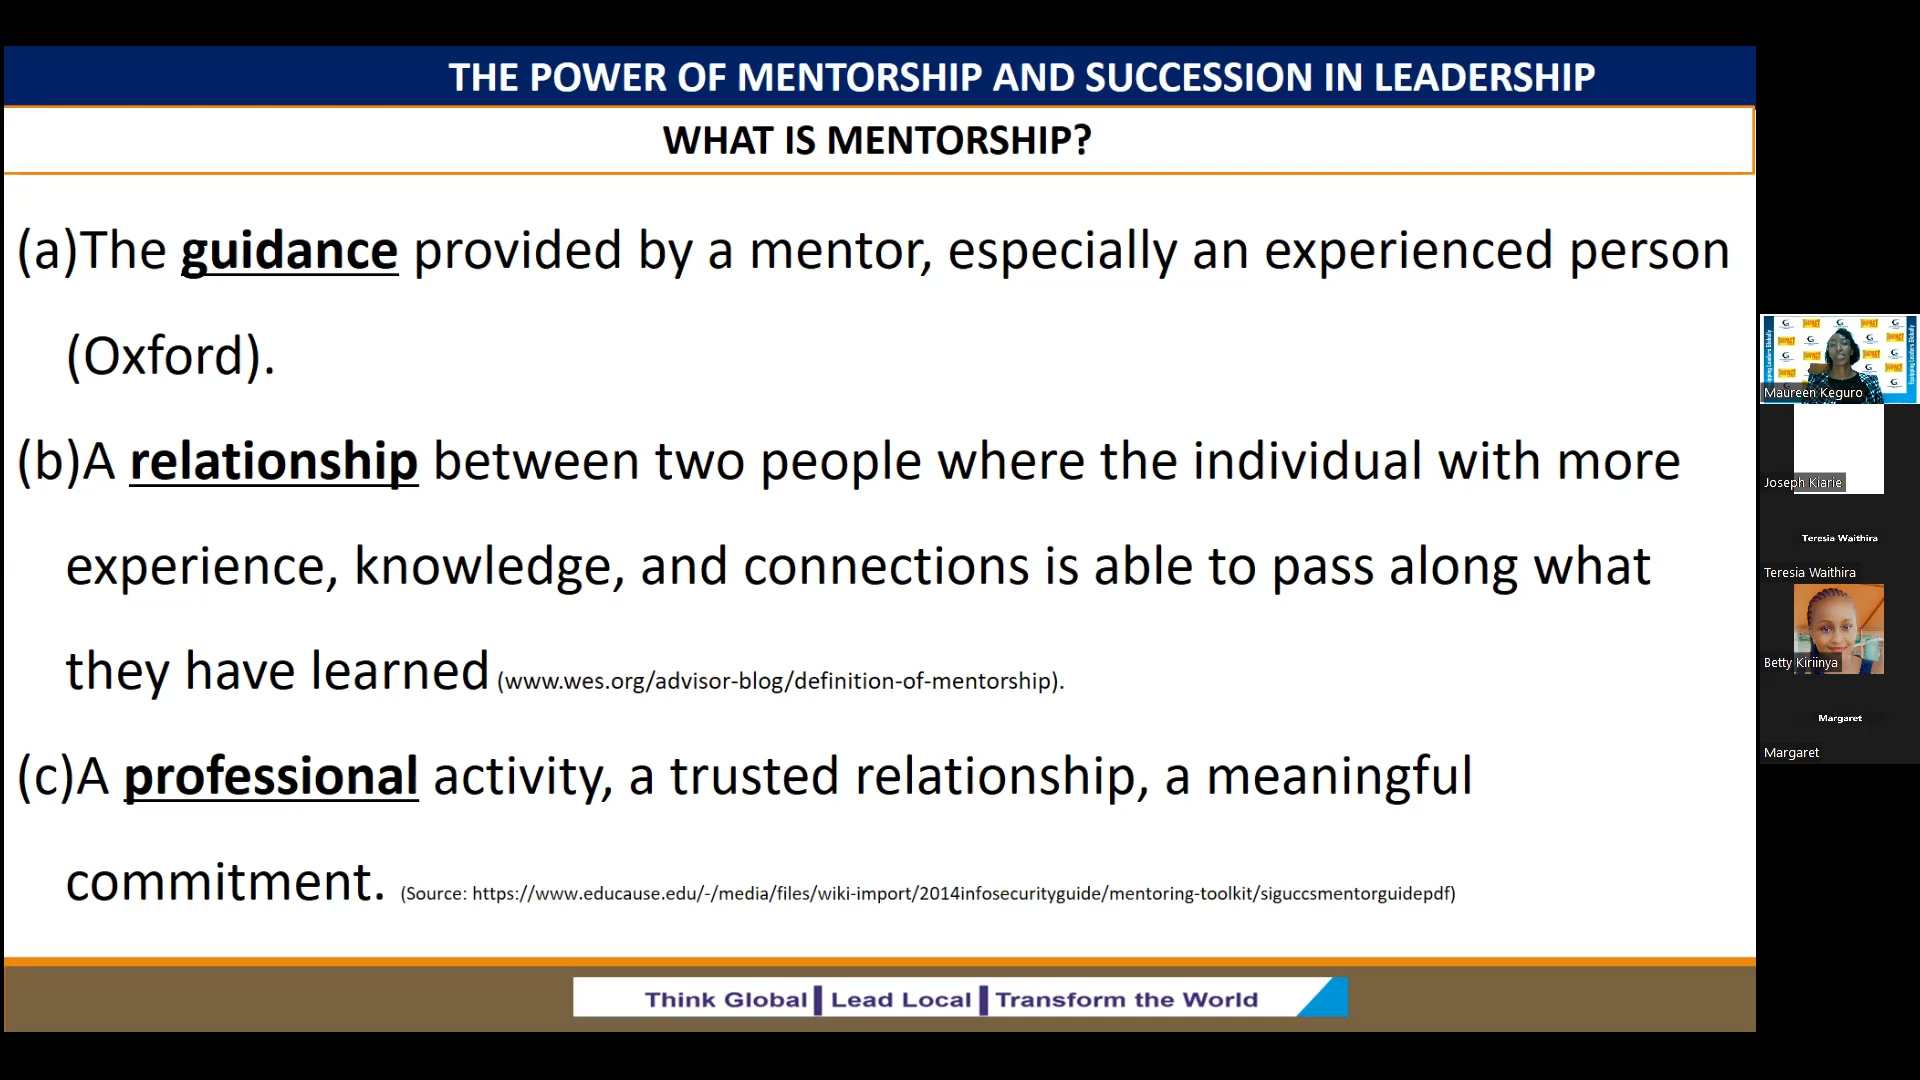 THE POWER OF MENTORSHIP AND SUCCESSION IN LEADERSHIP
WHAT IS MENTORSHIP?
(a)The guidance provided by a mentor, especially an experienced person
(Oxford).
(b)A relationship between two people where the individual with more
experience, knowledge, and connections is able to pass along what
they have learned (www.wes.org/advisor-blog/definition-of-mentorship).
(c)A professional activity, a trusted relationship, a meaningful
commitment. (Source: https://www.educause.edu/-/media/files/wiki-import/2014infosecurityguide/mentoring-toolkit/siguccsmentorguidepdf)
Think Global Lead Local Transform the World
Maureen Keguro
Joseph Kiarie
Teresia Waithira
Teresia Waithira
Betty Kiriinya
Margaret
Margaret